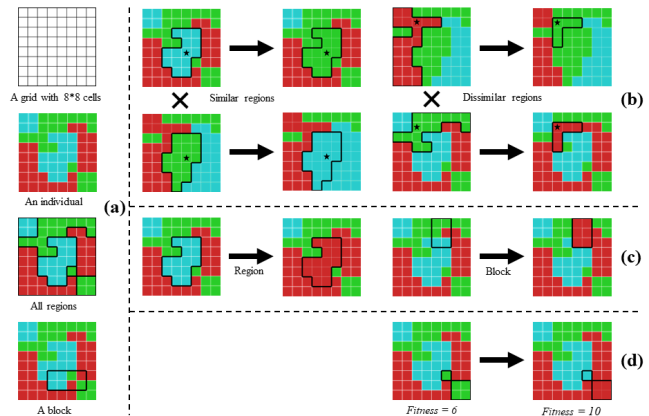 A grid with 8*8 cells
An individual
All regions
A block
(a)
Similar regions
Dissimilar regions
(b)
Region
Block
(c)
(d)
Fitness = 6
Fitness = 10